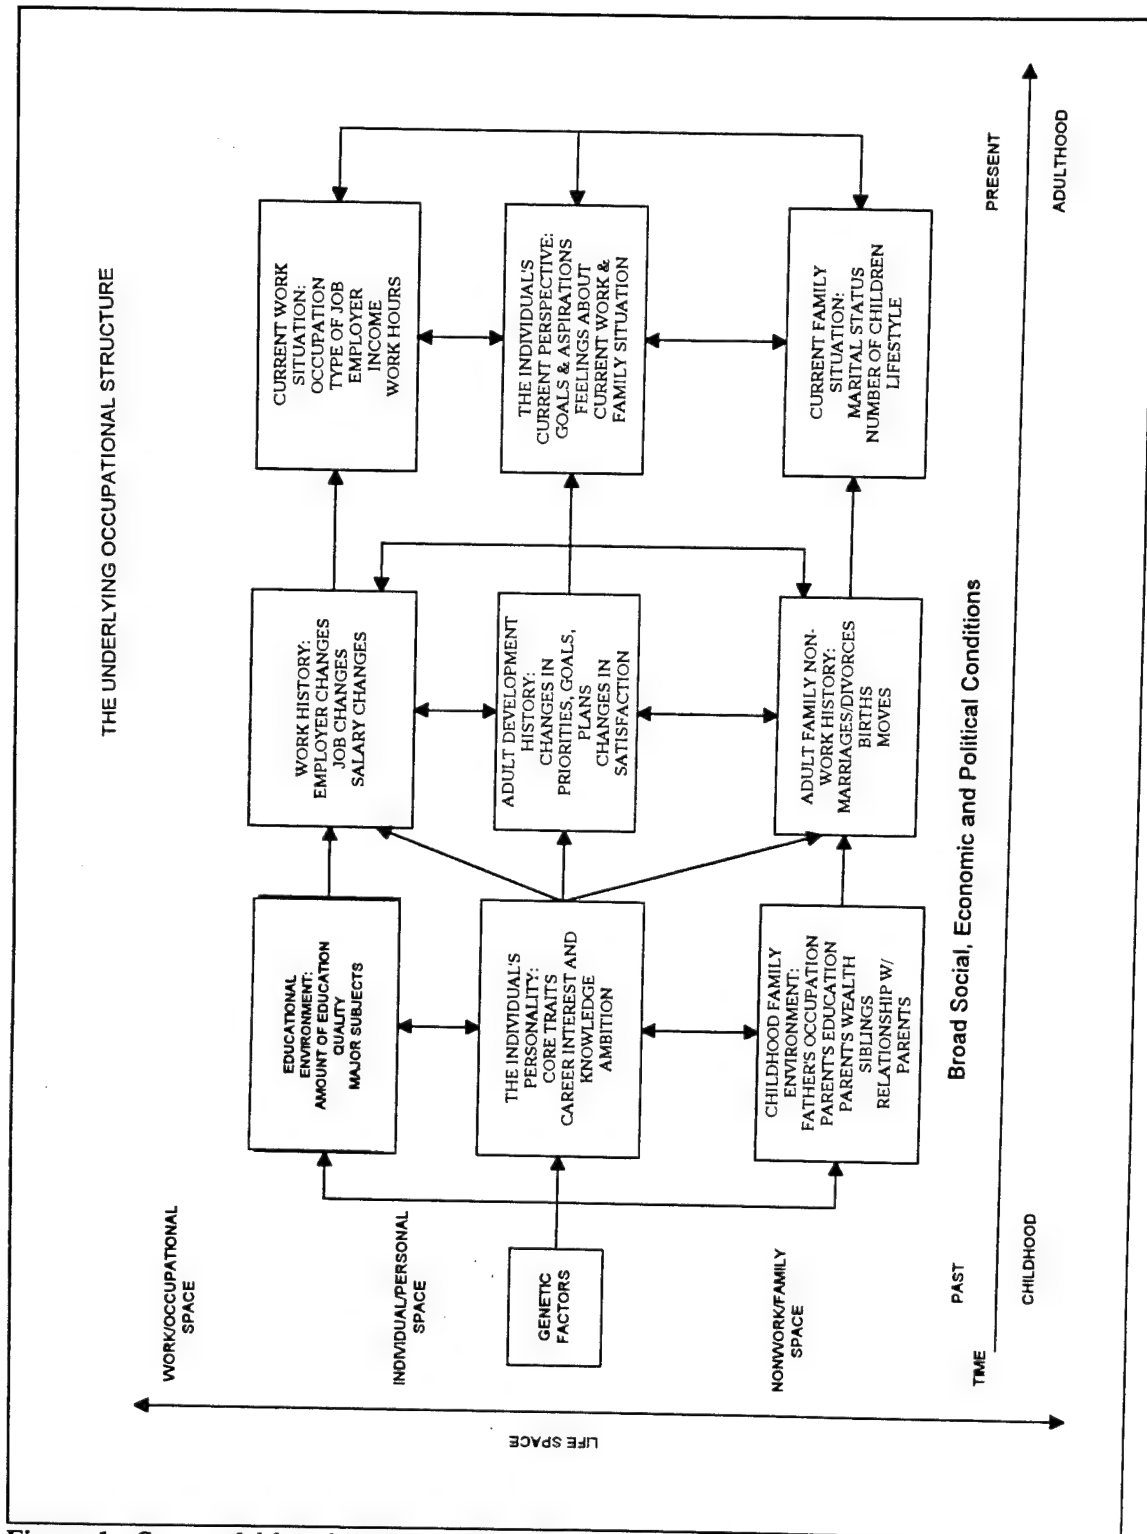 THE UNDERLYING OCCUPATIONAL STRUCTURE
WORK/OCCUPATIONAL
SPACE
EDUCATIONAL
ENVIRONMENT:
AMOUNT OF EDUCATION
QUALITY
MAJOR SUBJECTS
WORK HISTORY:
EMPLOYER CHANGES
JOB CHANGES
SALARY CHANGES
CURRENT WORK
SITUATION:
OCCUPATION
TYPE OF JOB
EMPLOYER
INCOME
WORK HOURS
INDIVIDUAL/PERSONAL
SPACE
GENETIC
FACTORS
THE INDIVIDUAL'S
PERSONALITY:
CORE TRAITS
CAREER INTEREST AND
KNOWLEDGE
AMBITION
ADULT DEVELOPMENT
HISTORY:
CHANGES IN
PRIORITIES, GOALS,
PLANS
CHANGES IN
SATISFACTION
THE INDIVIDUAL'S
CURRENT PERSPECTIVE:
GOALS & ASPIRATIONS
FEELINGS ABOUT
CURRENT WORK &
FAMILY SITUATION
NONWORK/FAMILY
SPACE
CHILDHOOD FAMILY
ENVIRONMENT:
FATHER'S OCCUPATION
PARENT'S EDUCATION
PARENT'S WEALTH
SIBLINGS
RELATIONSHIP W/
PARENTS
ADULT FAMILY NON-
WORK HISTORY:
MARRIAGES/DIVORCES
BIRTHS
MOVES
CURRENT FAMILY
SITUATION:
MARITAL STATUS
NUMBER OF CHILDREN
LIFESTYLE
LIFE SPACE
Broad Social, Economic and Political Conditions
TIME
PAST
PRESENT
CHILDHOOD
ADULTHOOD